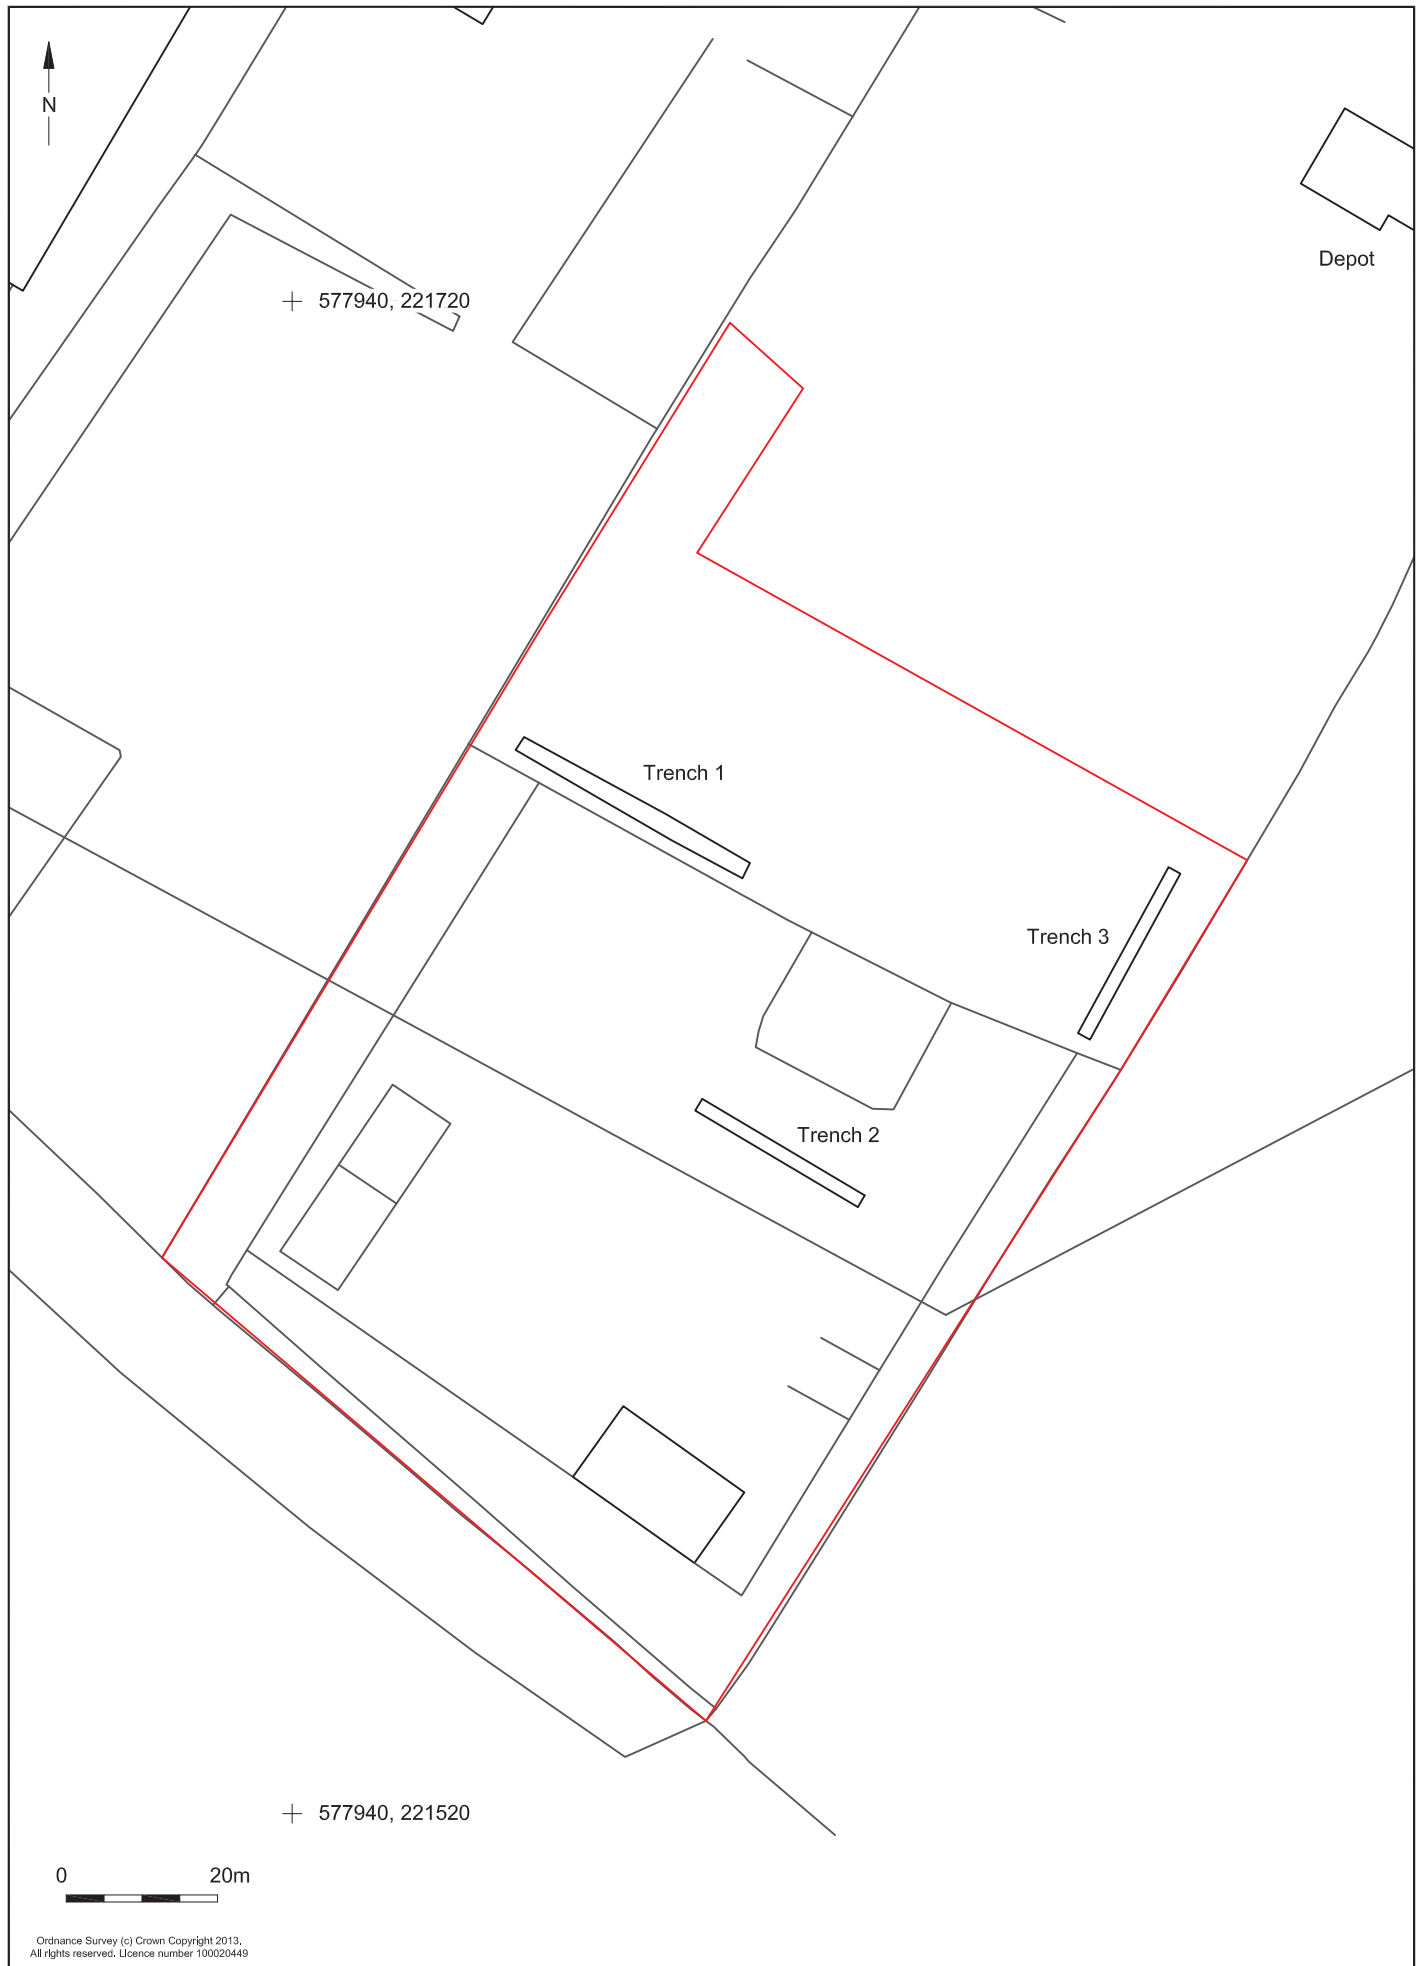 N
Depot
577940, 221720
Trench 1
Trench 3
Trench 2
577940, 221520
0 20m
Ordnance Survey (c) Crown Copyright 2013.
All rights reserved. Licence number 100020449